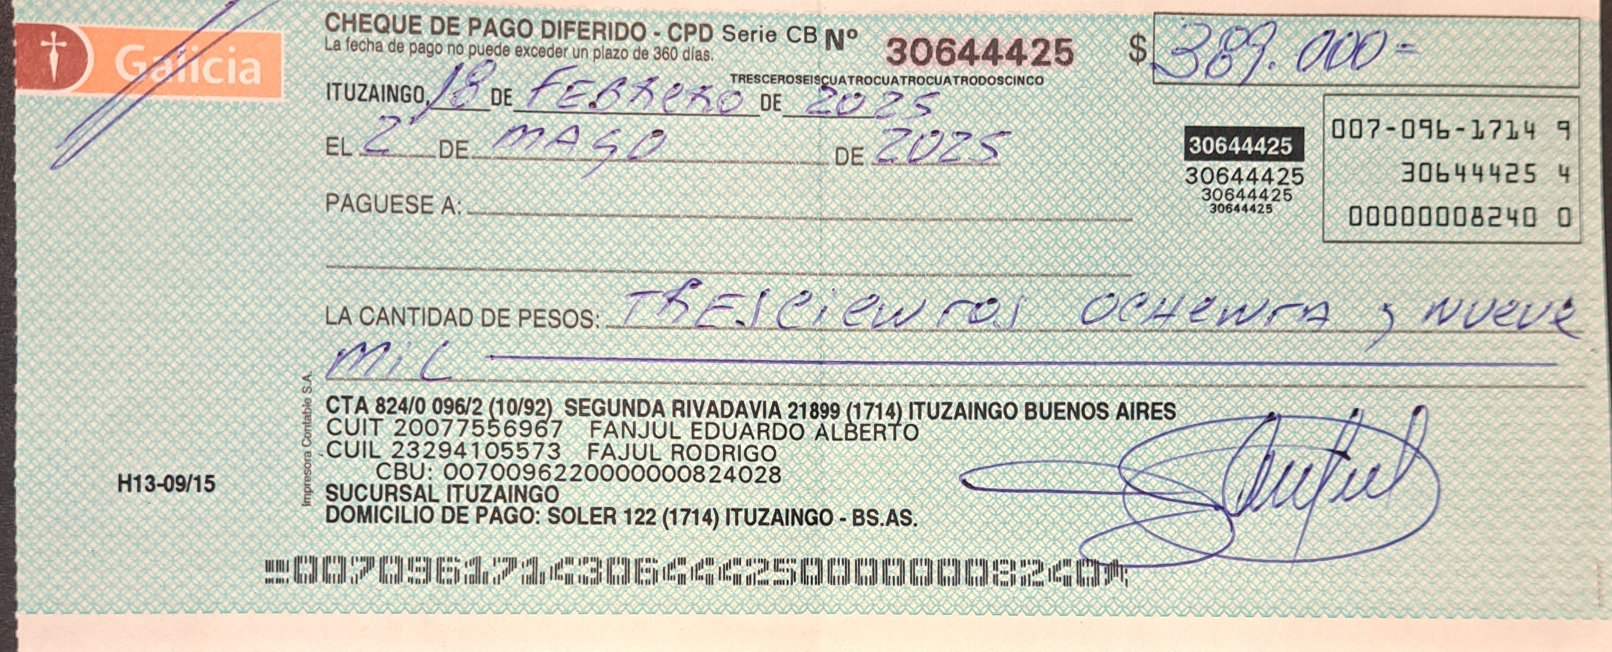 Galicia
CHEQUE DE PAGO DIFERIDO - CPD Serie CB Nº 30644425 $ 389.000=
La fecha de pago no puede exceder un plazo de 360 días.
TRESCEROSEISCUATROCUATROCUATRODOSCINCO
ITUZAINGO, 18 DE FEBRERO DE 2025
EL 2 DE MAYO DE 2025
007-096-1714 9
30644425 4
00000008240 0
30644425
30644425
30644425
30644425
PAGUESE A:
LA CANTIDAD DE PESOS: TRESCIENTOS OCHENTA y NUEVE
MIL
Impresora Contable S.A.
CTA 824/0 096/2 (10/92) SEGUNDA RIVADAVIA 21899 (1714) ITUZAINGO BUENOS AIRES
CUIT 20077556967 FANJUL EDUARDO ALBERTO
CUIL 23294105573 FAJUL RODRIGO
CBU: 0070096220000000824028
H13-09/15
SUCURSAL ITUZAINGO
DOMICILIO DE PAGO: SOLER 122 (1714) ITUZAINGO - BS.AS.
00709617143064442500000008240